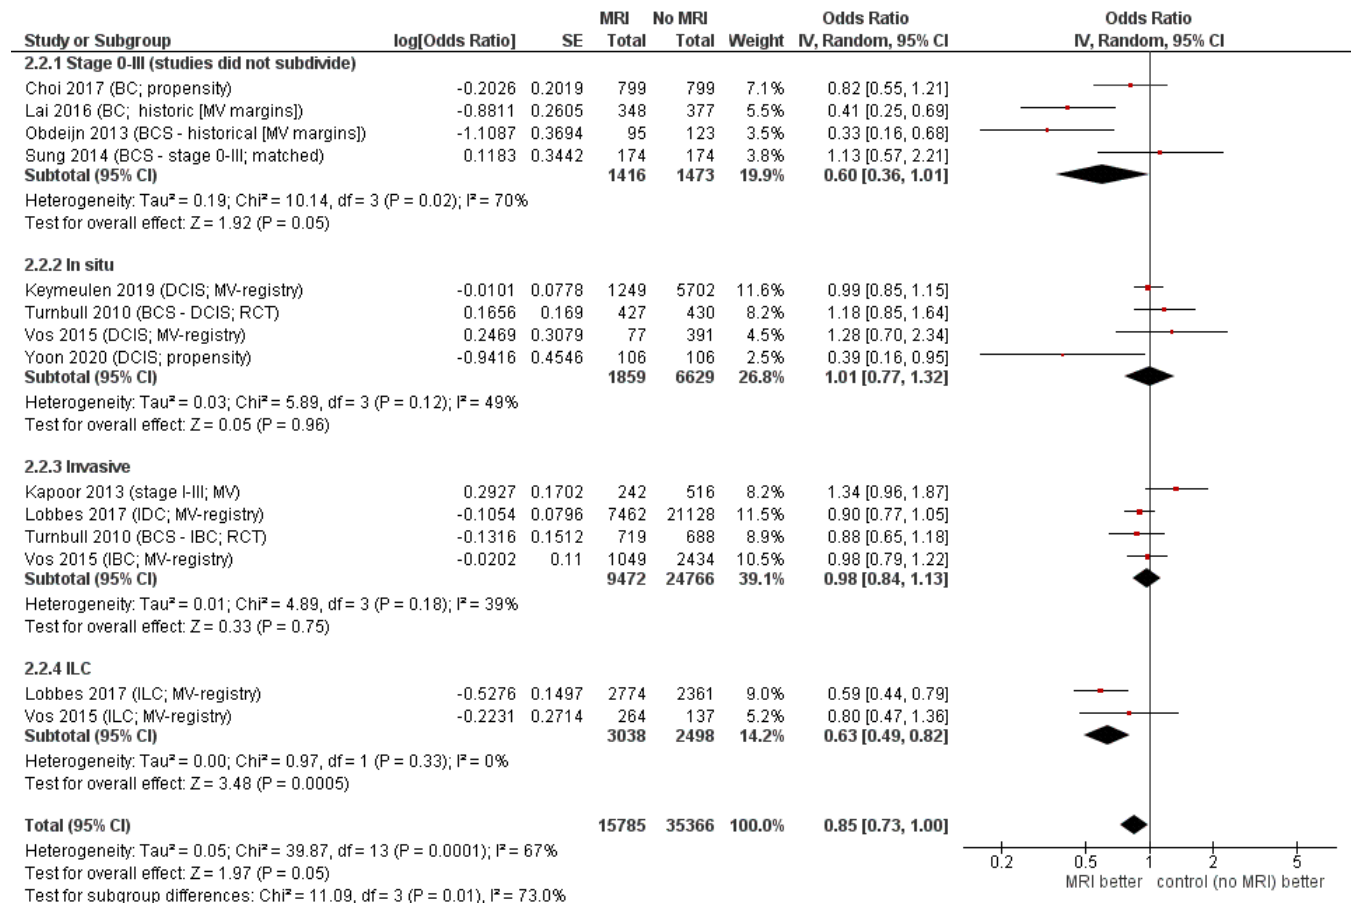 MRI No MRI Odds Ratio Odds Ratio
Study or Subgroup log[Odds Ratio] SE Total Total Weight IV, Random, 95% CI IV, Random, 95% CI
2.2.1 Stage 0-III (studies did not subdivide)
Choi 2017 (BC; propensity) -0.2026 0.2019 799 799 7.1% 0.82 [0.55, 1.21]
Lai 2016 (BC; historic [MV margins]) -0.8811 0.2605 348 377 5.5% 0.41 [0.25, 0.69]
Obdeijn 2013 (BCS - historical [MV margins]) -1.1087 0.3694 95 123 3.5% 0.33 [0.16, 0.68]
Sung 2014 (BCS - stage 0-III; matched) 0.1183 0.3442 174 174 3.8% 1.13 [0.57, 2.21]
Subtotal (95% CI) 1416 1473 19.9% 0.60 [0.36, 1.01]
Heterogeneity: Tau² = 0.19; Chi² = 10.14, df = 3 (P = 0.02); I² = 70%
Test for overall effect: Z = 1.92 (P = 0.05)
2.2.2 In situ
Keymeulen 2019 (DCIS; MV-registry) -0.0101 0.0778 1249 5702 11.6% 0.99 [0.85, 1.15]
Turnbull 2010 (BCS - DCIS; RCT) 0.1656 0.169 427 430 8.2% 1.18 [0.85, 1.64]
Vos 2015 (DCIS; MV-registry) 0.2469 0.3079 77 391 4.5% 1.28 [0.70, 2.34]
Yoon 2020 (DCIS; propensity) -0.9416 0.4546 106 106 2.5% 0.39 [0.16, 0.95]
Subtotal (95% CI) 1859 6629 26.8% 1.01 [0.77, 1.32]
Heterogeneity: Tau² = 0.03; Chi² = 5.89, df = 3 (P = 0.12); I² = 49%
Test for overall effect: Z = 0.05 (P = 0.96)
2.2.3 Invasive
Kapoor 2013 (stage I-III; MV) 0.2927 0.1702 242 516 8.2% 1.34 [0.96, 1.87]
Lobbes 2017 (IDC; MV-registry) -0.1054 0.0796 7462 21128 11.5% 0.90 [0.77, 1.05]
Turnbull 2010 (BCS - IBC; RCT) -0.1316 0.1512 719 688 8.9% 0.88 [0.65, 1.18]
Vos 2015 (IBC; MV-registry) -0.0202 0.11 1049 2434 10.5% 0.98 [0.79, 1.22]
Subtotal (95% CI) 9472 24766 39.1% 0.98 [0.84, 1.13]
Heterogeneity: Tau² = 0.01; Chi² = 4.89, df = 3 (P = 0.18); I² = 39%
Test for overall effect: Z = 0.33 (P = 0.75)
2.2.4 ILC
Lobbes 2017 (ILC; MV-registry) -0.5276 0.1497 2774 2361 9.0% 0.59 [0.44, 0.79]
Vos 2015 (ILC; MV-registry) -0.2231 0.2714 264 137 5.2% 0.80 [0.47, 1.36]
Subtotal (95% CI) 3038 2498 14.2% 0.63 [0.49, 0.82]
Heterogeneity: Tau² = 0.00; Chi² = 0.97, df = 1 (P = 0.33); I² = 0%
Test for overall effect: Z = 3.48 (P = 0.0005)
Total (95% CI) 15785 35366 100.0% 0.85 [0.73, 1.00]
Heterogeneity: Tau² = 0.05; Chi² = 39.87, df = 13 (P = 0.0001); I² = 67%
Test for overall effect: Z = 1.97 (P = 0.05)
Test for subgroup differences: Chi² = 11.09, df = 3 (P = 0.01), I² = 73.0%
0.2 0.5 1 2 5
MRI better control (no MRI) better